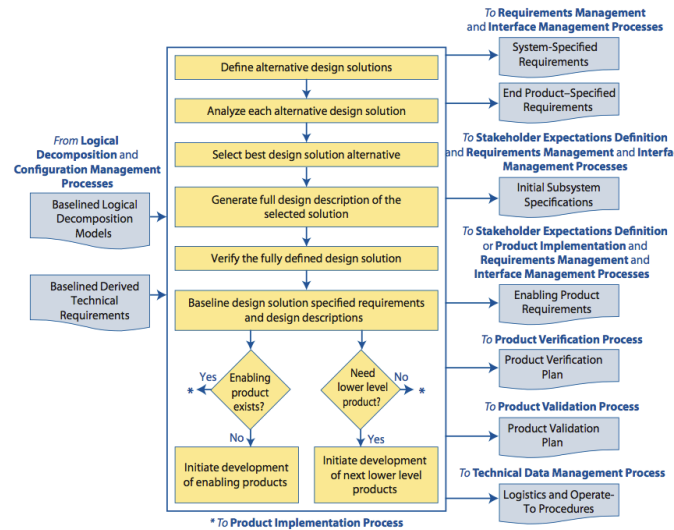 From Logical
Decomposition and
Configuration Management
Processes
Baselined Logical
Decomposition
Models
Baselined Derived
Technical
Requirements
Define alternative design solutions
Analyze each alternative design solution
Select best design solution alternative
Generate full design description of the
selected solution
Verify the fully defined design solution
Baseline design solution specified requirements
and design descriptions
* Yes
Enabling
product
exists?
No
Initiate development
of enabling products
Need
lower level
product?
No *
Yes
Initiate development
of next lower level
products
* To Product Implementation Process
To Requirements Management
and Interface Management Processes
System-Specified
Requirements
End Product–Specified
Requirements
To Stakeholder Expectations Definition
and Requirements Management and Interfa
Management Processes
Initial Subsystem
Specifications
To Stakeholder Expectations Definition
or Product Implementation and
Requirements Management and
Interface Management Processes
Enabling Product
Requirements
To Product Verification Process
Product Verification
Plan
To Product Validation Process
Product Validation
Plan
To Technical Data Management Process
Logistics and Operate-
To Procedures